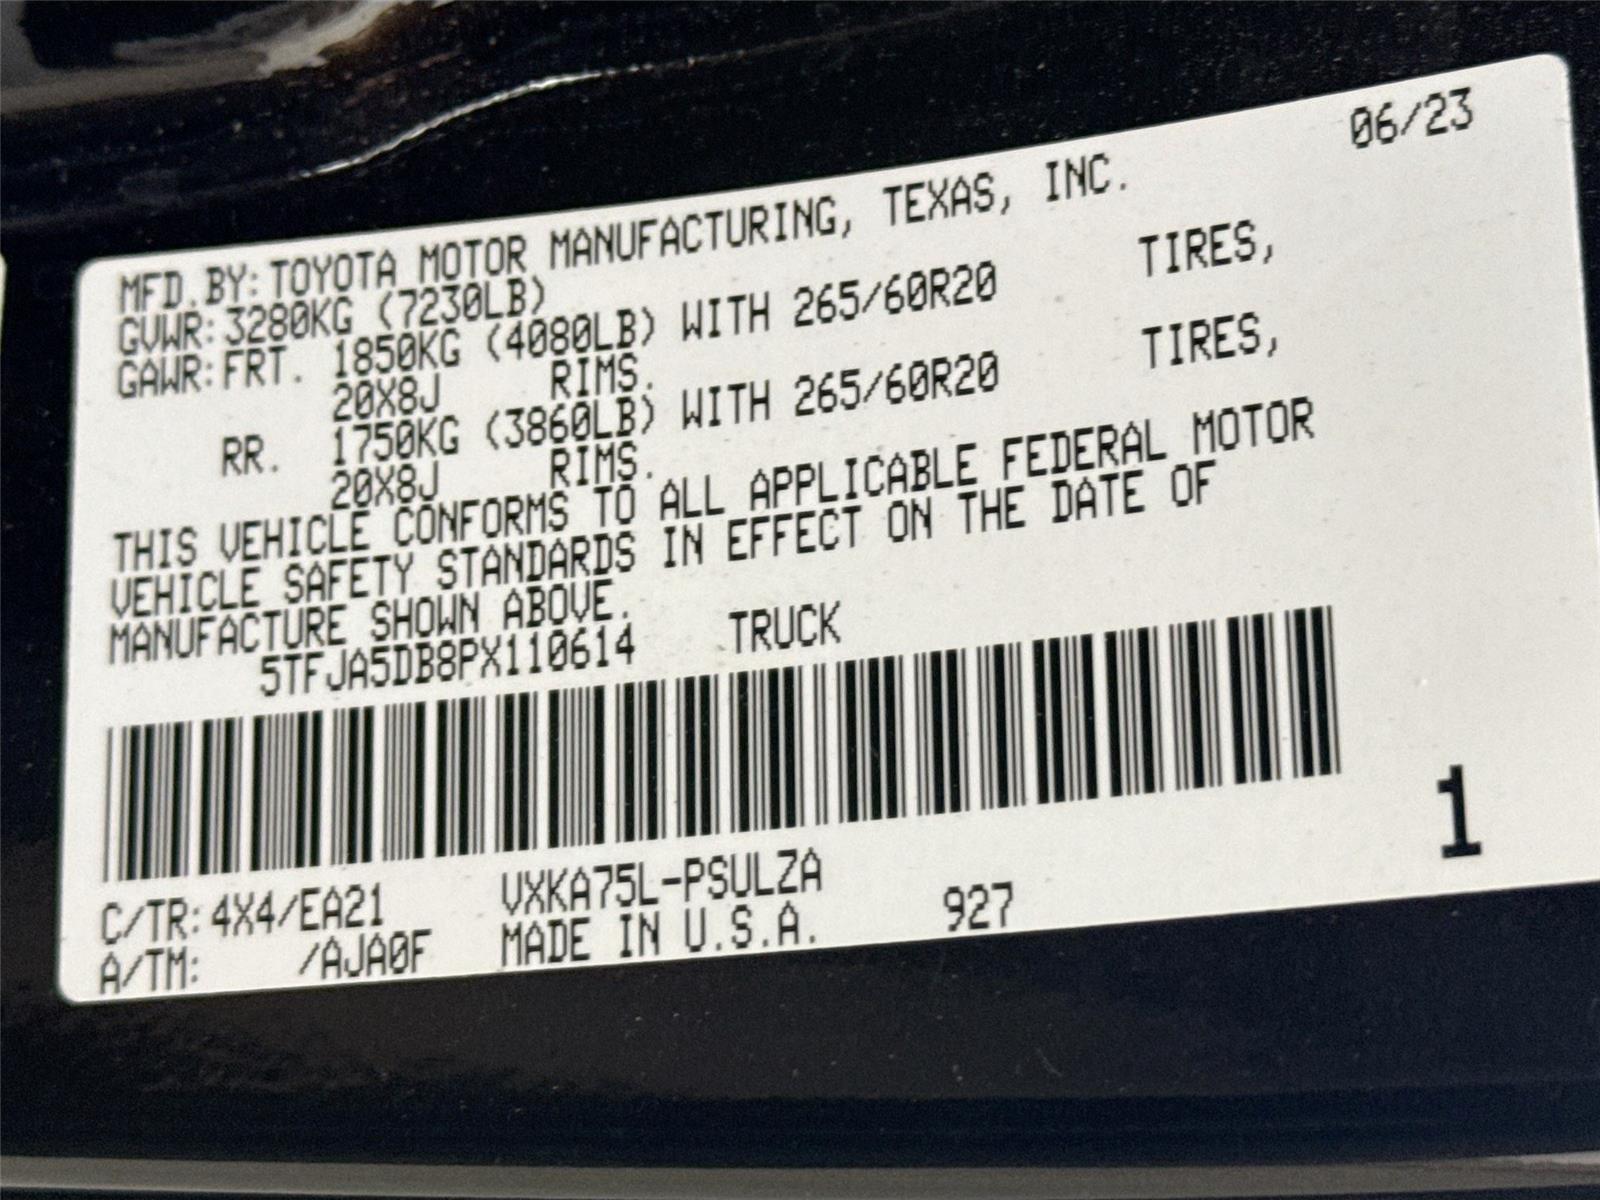 06/23
MFD.BY: TOYOTA MOTOR MANUFACTURING, TEXAS, INC.
GVWR: 3280KG (7230LB)
GAWR: FRT. 1850KG (4080LB) WITH 265/60R20 TIRES,
20X8J RIMS.
RR. 1750KG (3860LB) WITH 265/60R20 TIRES,
20X8J RIMS.
THIS VEHICLE CONFORMS TO ALL APPLICABLE FEDERAL MOTOR
VEHICLE SAFETY STANDARDS IN EFFECT ON THE DATE OF
MANUFACTURE SHOWN ABOVE.
5TFJA5DB8PX110614 TRUCK
1
C/TR: 4X4/EA21 VXKA75L-PSVLZA
A/TM: /AJA0F MADE IN U.S.A. 927